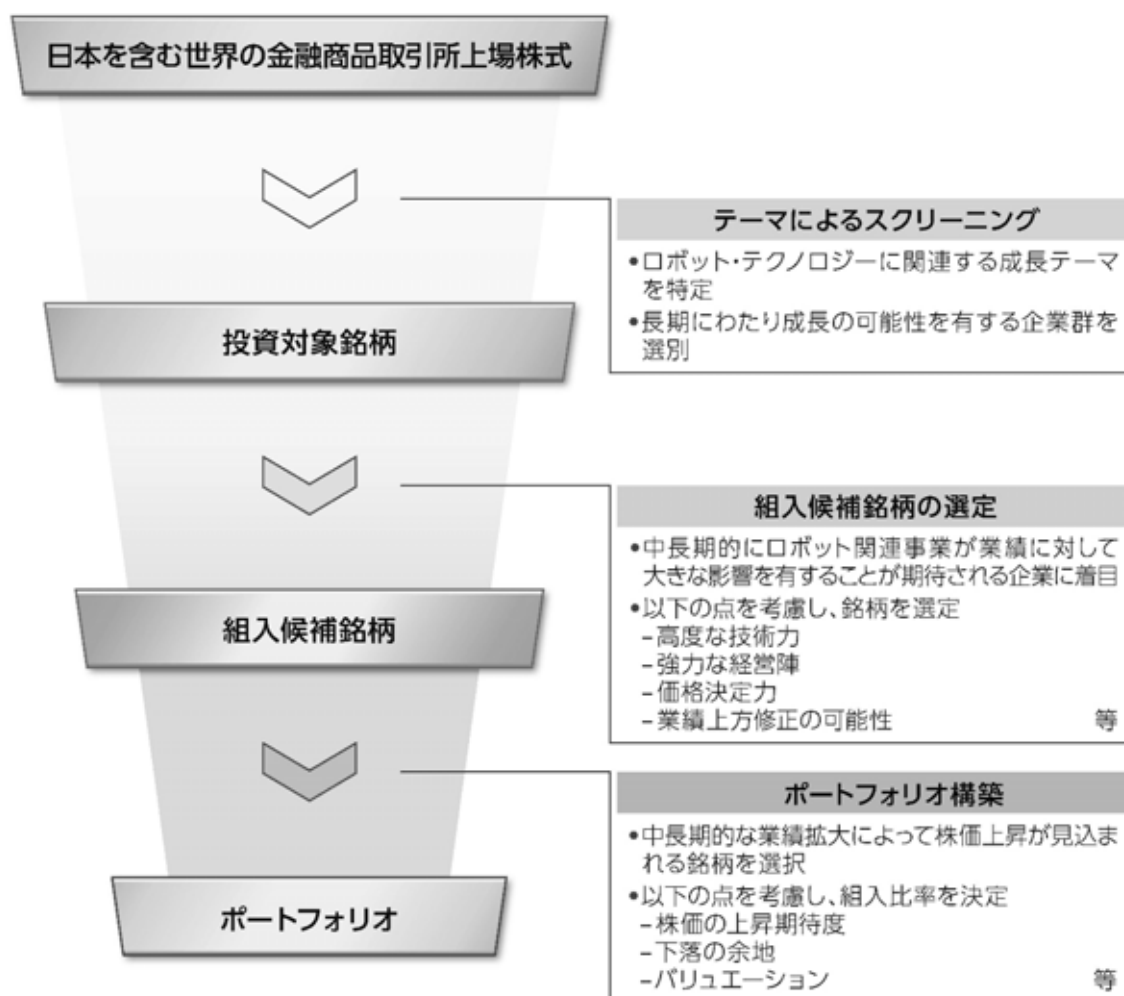 日本を含む世界の金融商品取引所上場株式
テーマによるスクリーニング
•ロボット・テクノロジーに関連する成長テーマ
を特定
•長期にわたり成長の可能性を有する企業群を
選別
投資対象銘柄
組入候補銘柄の選定
•中長期的にロボット関連事業が業績に対して
大きな影響を有することが期待される企業に着目
•以下の点を考慮し、銘柄を選定
–高度な技術力
–強力な経営陣
–価格決定力
–業績上方修正の可能性 等
組入候補銘柄
ポートフォリオ構築
•中長期的な業績拡大によって株価上昇が見込ま
れる銘柄を選択
•以下の点を考慮し、組入比率を決定
–株価の上昇期待度
–下落の余地
–バリュエーション 等
ポートフォリオ